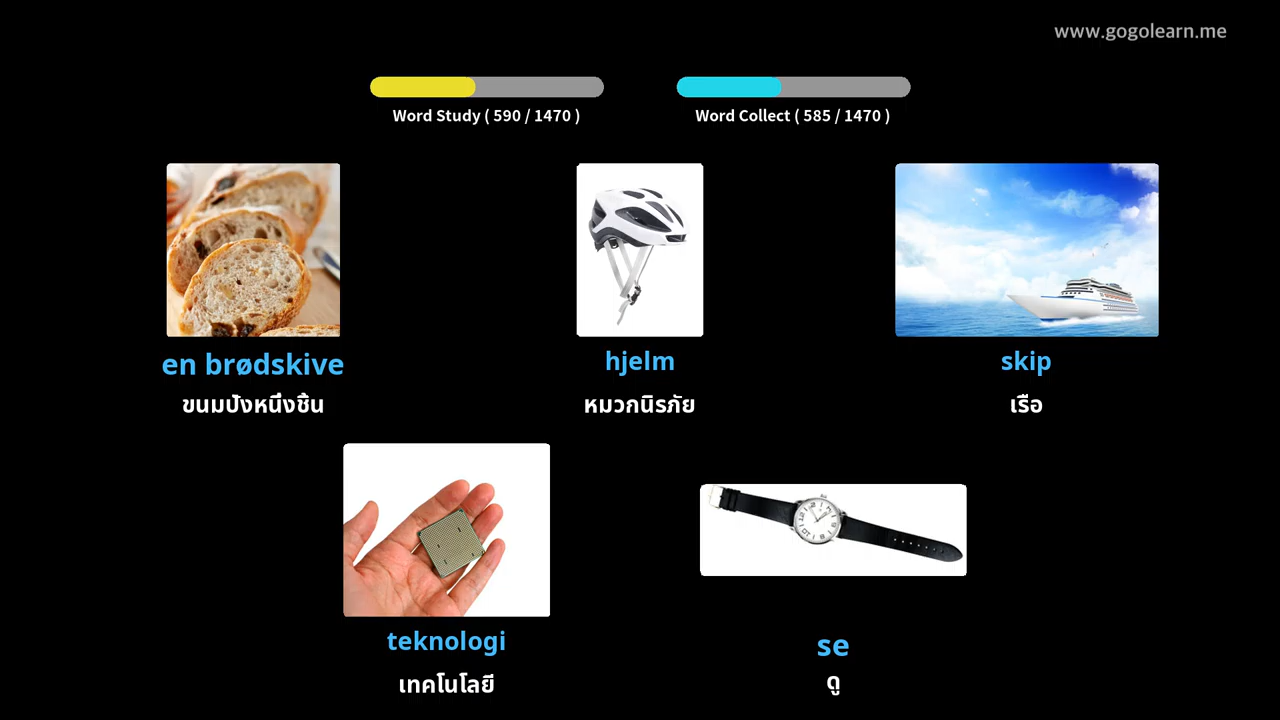 www.gogolearn.me
Word Study ( 590 / 1470 )
Word Collect ( 585 / 1470 )
en brødskive
ขนมปังหนึ่งชิ้น
hjelm
หมวกนิรภัย
skip
เรือ
teknologi
เทคโนโลยี
se
ดู